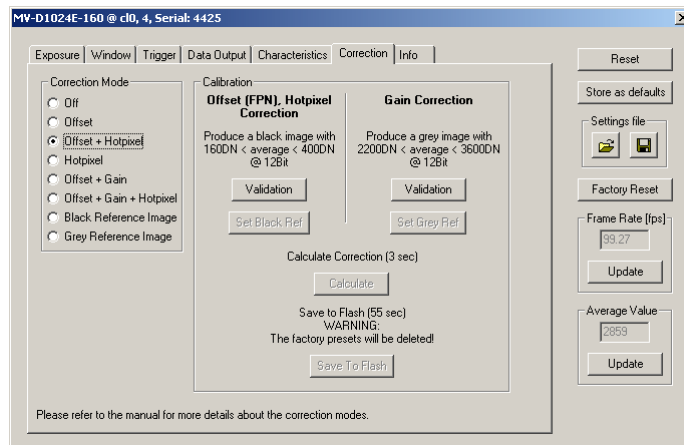 MV-D1024E-160 @ cl0, 4, Serial: 4425
Exposure
Window
Trigger
Data Output
Characteristics
Correction
Info
Correction Mode
Off
Offset
Offset + Hotpixel
Hotpixel
Offset + Gain
Offset + Gain + Hotpixel
Black Reference Image
Grey Reference Image
Calibration
Offset (FPN), Hotpixel
Correction
Produce a black image with
160DN < average < 400DN
@ 12Bit
Validation
Set Black Ref
Gain Correction
Produce a grey image with
2200DN < average < 3600DN
@ 12Bit
Validation
Set Grey Ref
Calculate Correction (3 sec)
Calculate
Save to Flash (55 sec)
WARNING:
The factory presets will be deleted!
Save To Flash
Please refer to the manual for more details about the correction modes.
Reset
Store as defaults
Settings file
Factory Reset
Frame Rate [fps]
99.27
Update
Average Value
2859
Update